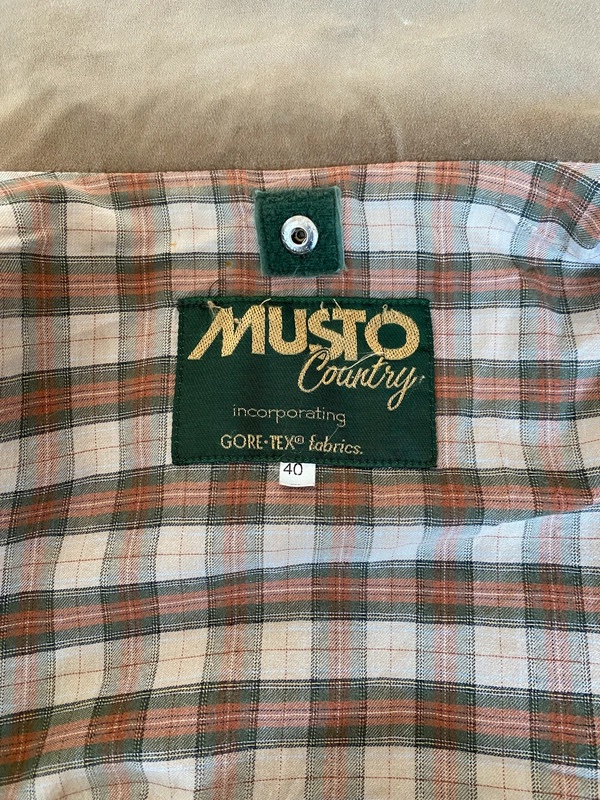 MUSTO
Country
incorporating
GORE-TEX® fabrics.
40